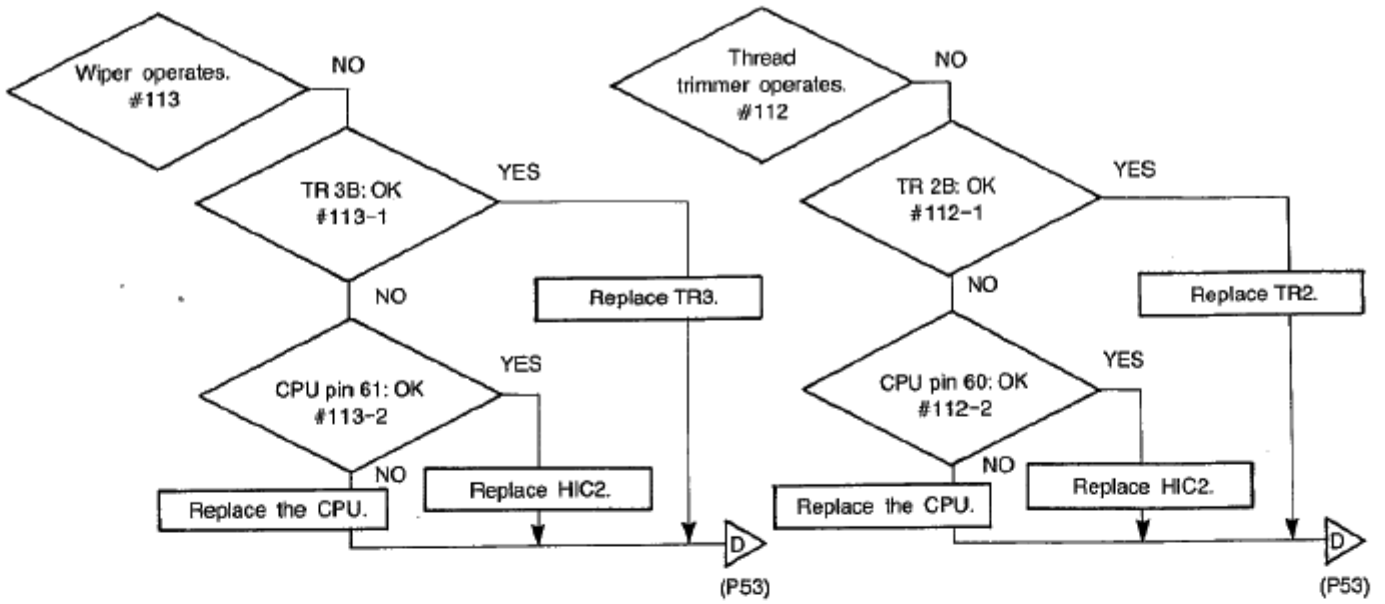 Wiper operates.
#113
NO
TR 3B: OK
#113-1
YES
NO
Replace TR3.
CPU pin 61: OK
#113-2
YES
NO
Replace the CPU.
Replace HIC2.
D
(P53)
Thread
trimmer operates.
#112
NO
TR 2B: OK
#112-1
YES
NO
Replace TR2.
CPU pin 60: OK
#112-2
YES
NO
Replace the CPU.
Replace HIC2.
D
(P53)